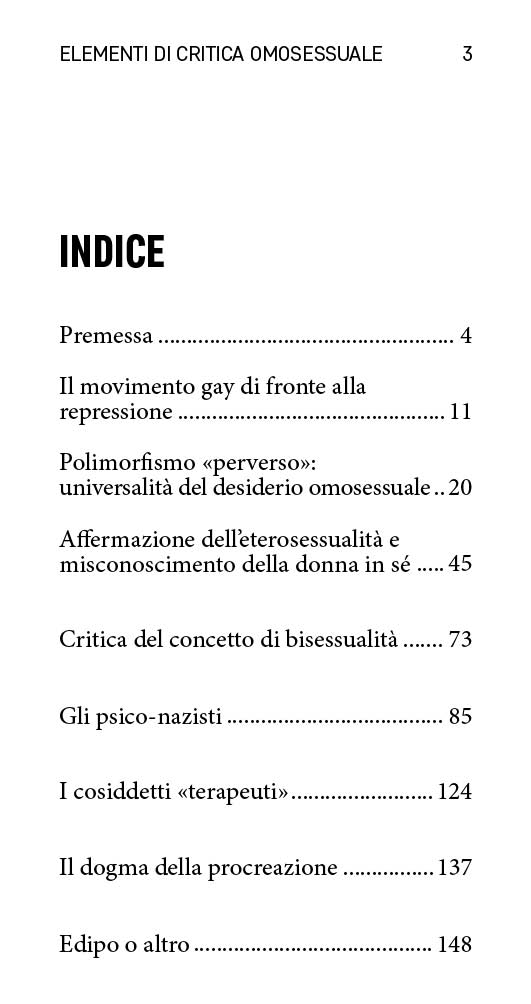 ELEMENTI DI CRITICA OMOSESSUALE 3
INDICE
Premessa .................................................... 4
Il movimento gay di fronte alla
repressione ............................................... 11
Polimorfismo «perverso»:
universalità del desiderio omosessuale.. 20
Affermazione dell’eterosessualità e
misconoscimento della donna in sé ..... 45
Critica del concetto di bisessualità ....... 73
Gli psico-nazisti ...................................... 85
I cosiddetti «terapeuti»......................... 124
Il dogma della procreazione ................ 137
Edipo o altro .......................................... 148